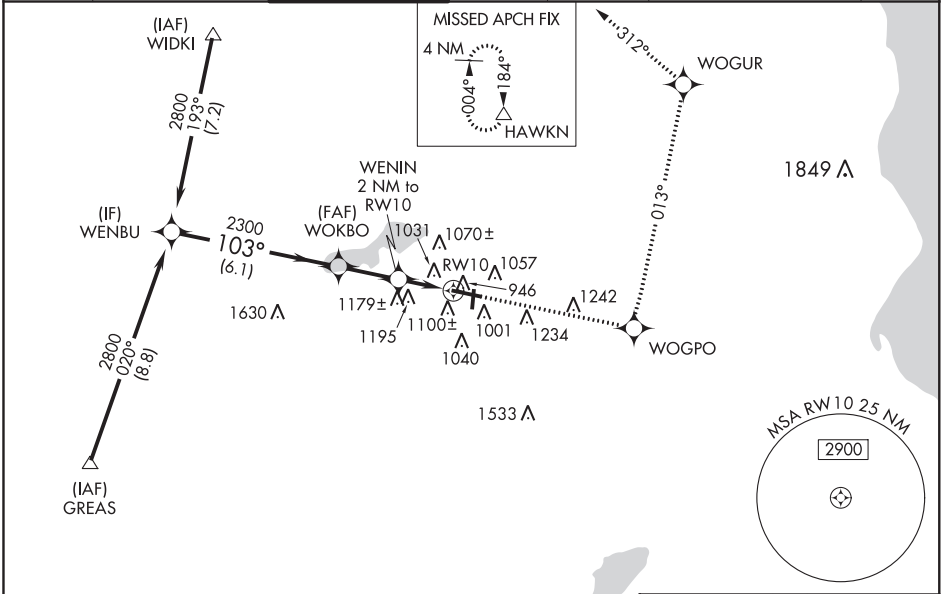 (IAF)
WIDKI
2800
193°
(7.2)
MISSED APCH FIX
4 NM
004°
184°
HAWKN
312°
WOGUR
013°
1849
(IF)
WENBU
2300
103°
(6.1)
(FAF)
WOKBO
WENIN
2 NM to
RW10
1031
1070±
RW10
1057
946
1630
1179±
1195
1100±
1040
1001
1234
1242
WOGPO
2800
020°
(8.8)
(IAF)
GREAS
1533
MSA RW10 25 NM
2900